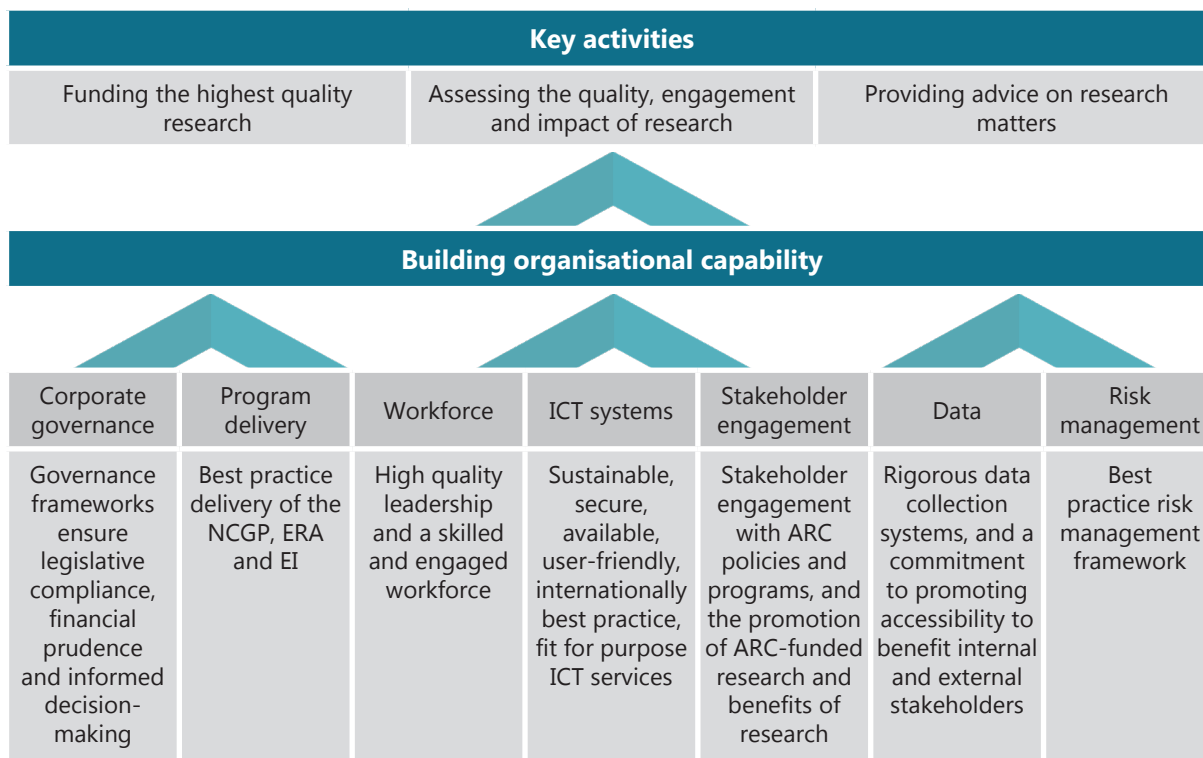 Key activities
Funding the highest quality
research
Assessing the quality, engagement
and impact of research
Providing advice on research
matters
Building organisational capability
Corporate
governance
Program
delivery
Workforce
ICT systems
Stakeholder
engagement
Data
Risk
management
Governance
frameworks
ensure
legislative
compliance,
financial
prudence
and informed
decision-
making
Best practice
delivery of the
NCGP, ERA
and EI
High quality
leadership
and a skilled
and engaged
workforce
Sustainable,
secure,
available,
user-friendly,
internationally
best practice,
fit for purpose
ICT services
Stakeholder
engagement
with ARC
policies and
programs, and
the promotion
of ARC-funded
research and
benefits of
research
Rigorous data
collection
systems, and a
commitment
to promoting
accessibility to
benefit internal
and external
stakeholders
Best
practice risk
management
framework